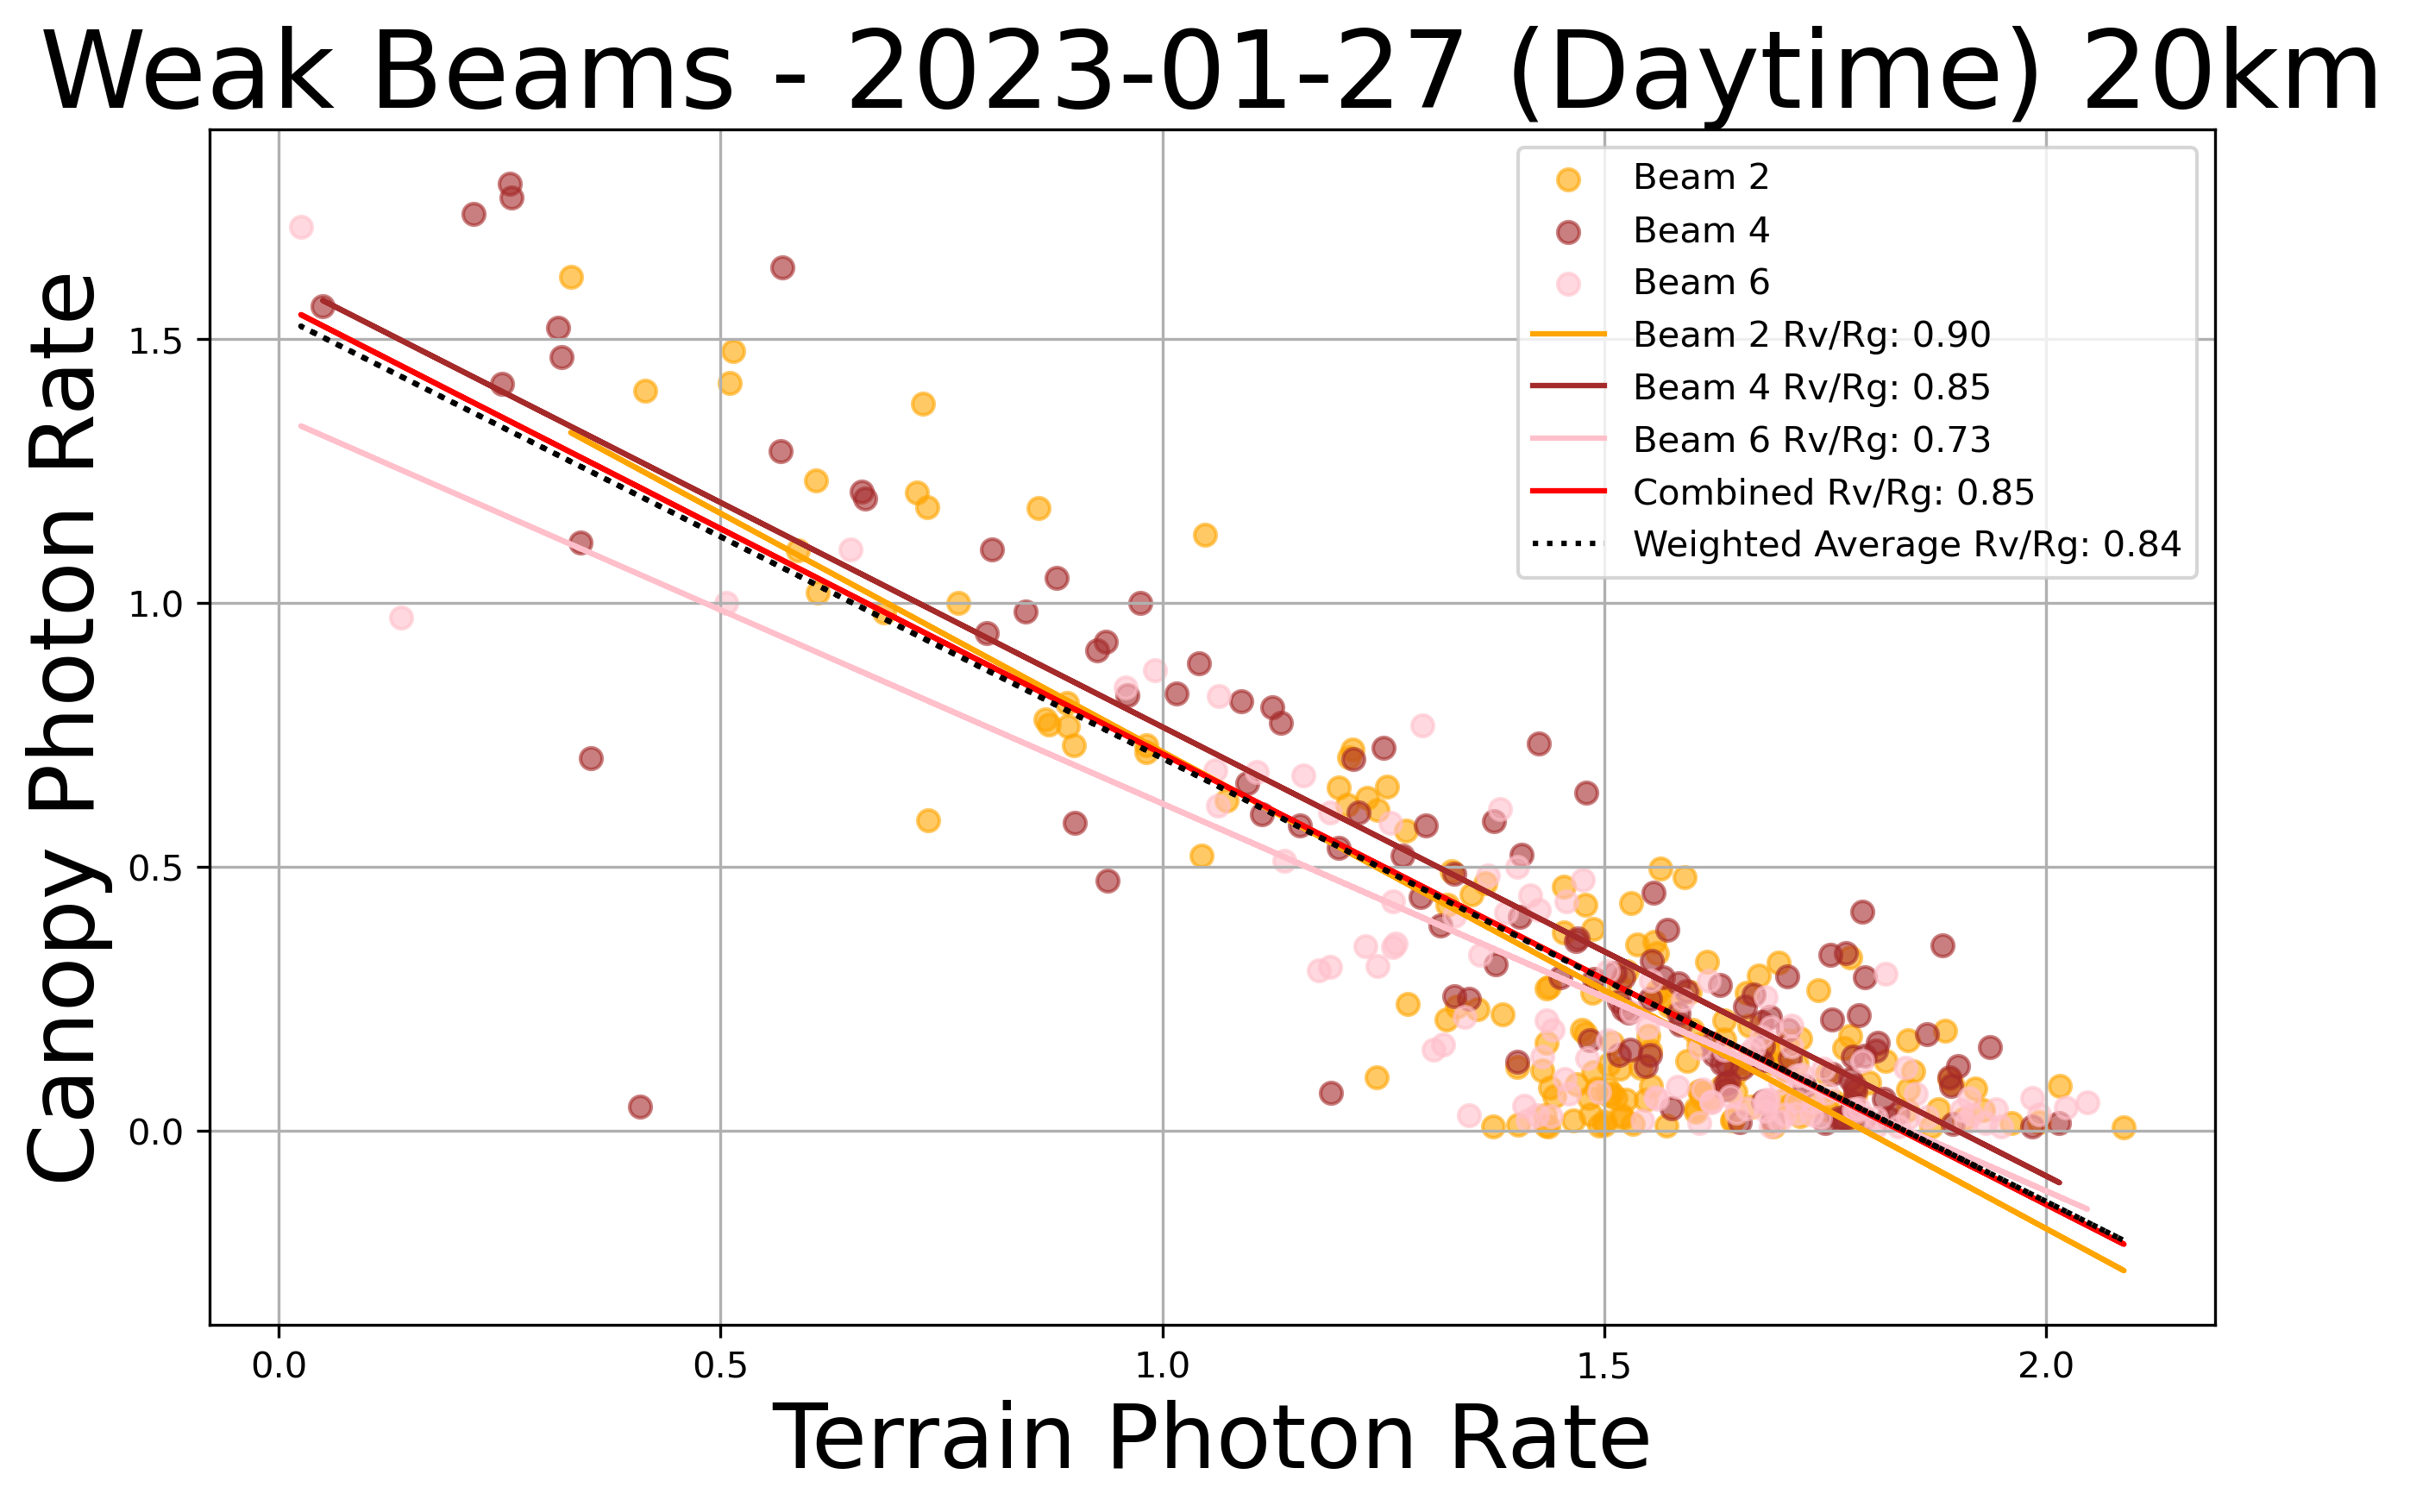 Weak Beams - 2023-01-27 (Daytime) 20km
Canopy Photon Rate
1.5
1.0
0.5
0.0
Beam 2
Beam 4
Beam 6
Beam 2 Rv/Rg: 0.90
Beam 4 Rv/Rg: 0.85
Beam 6 Rv/Rg: 0.73
Combined Rv/Rg: 0.85
Weighted Average Rv/Rg: 0.84
0.0 0.5 1.0 1.5 2.0
Terrain Photon Rate